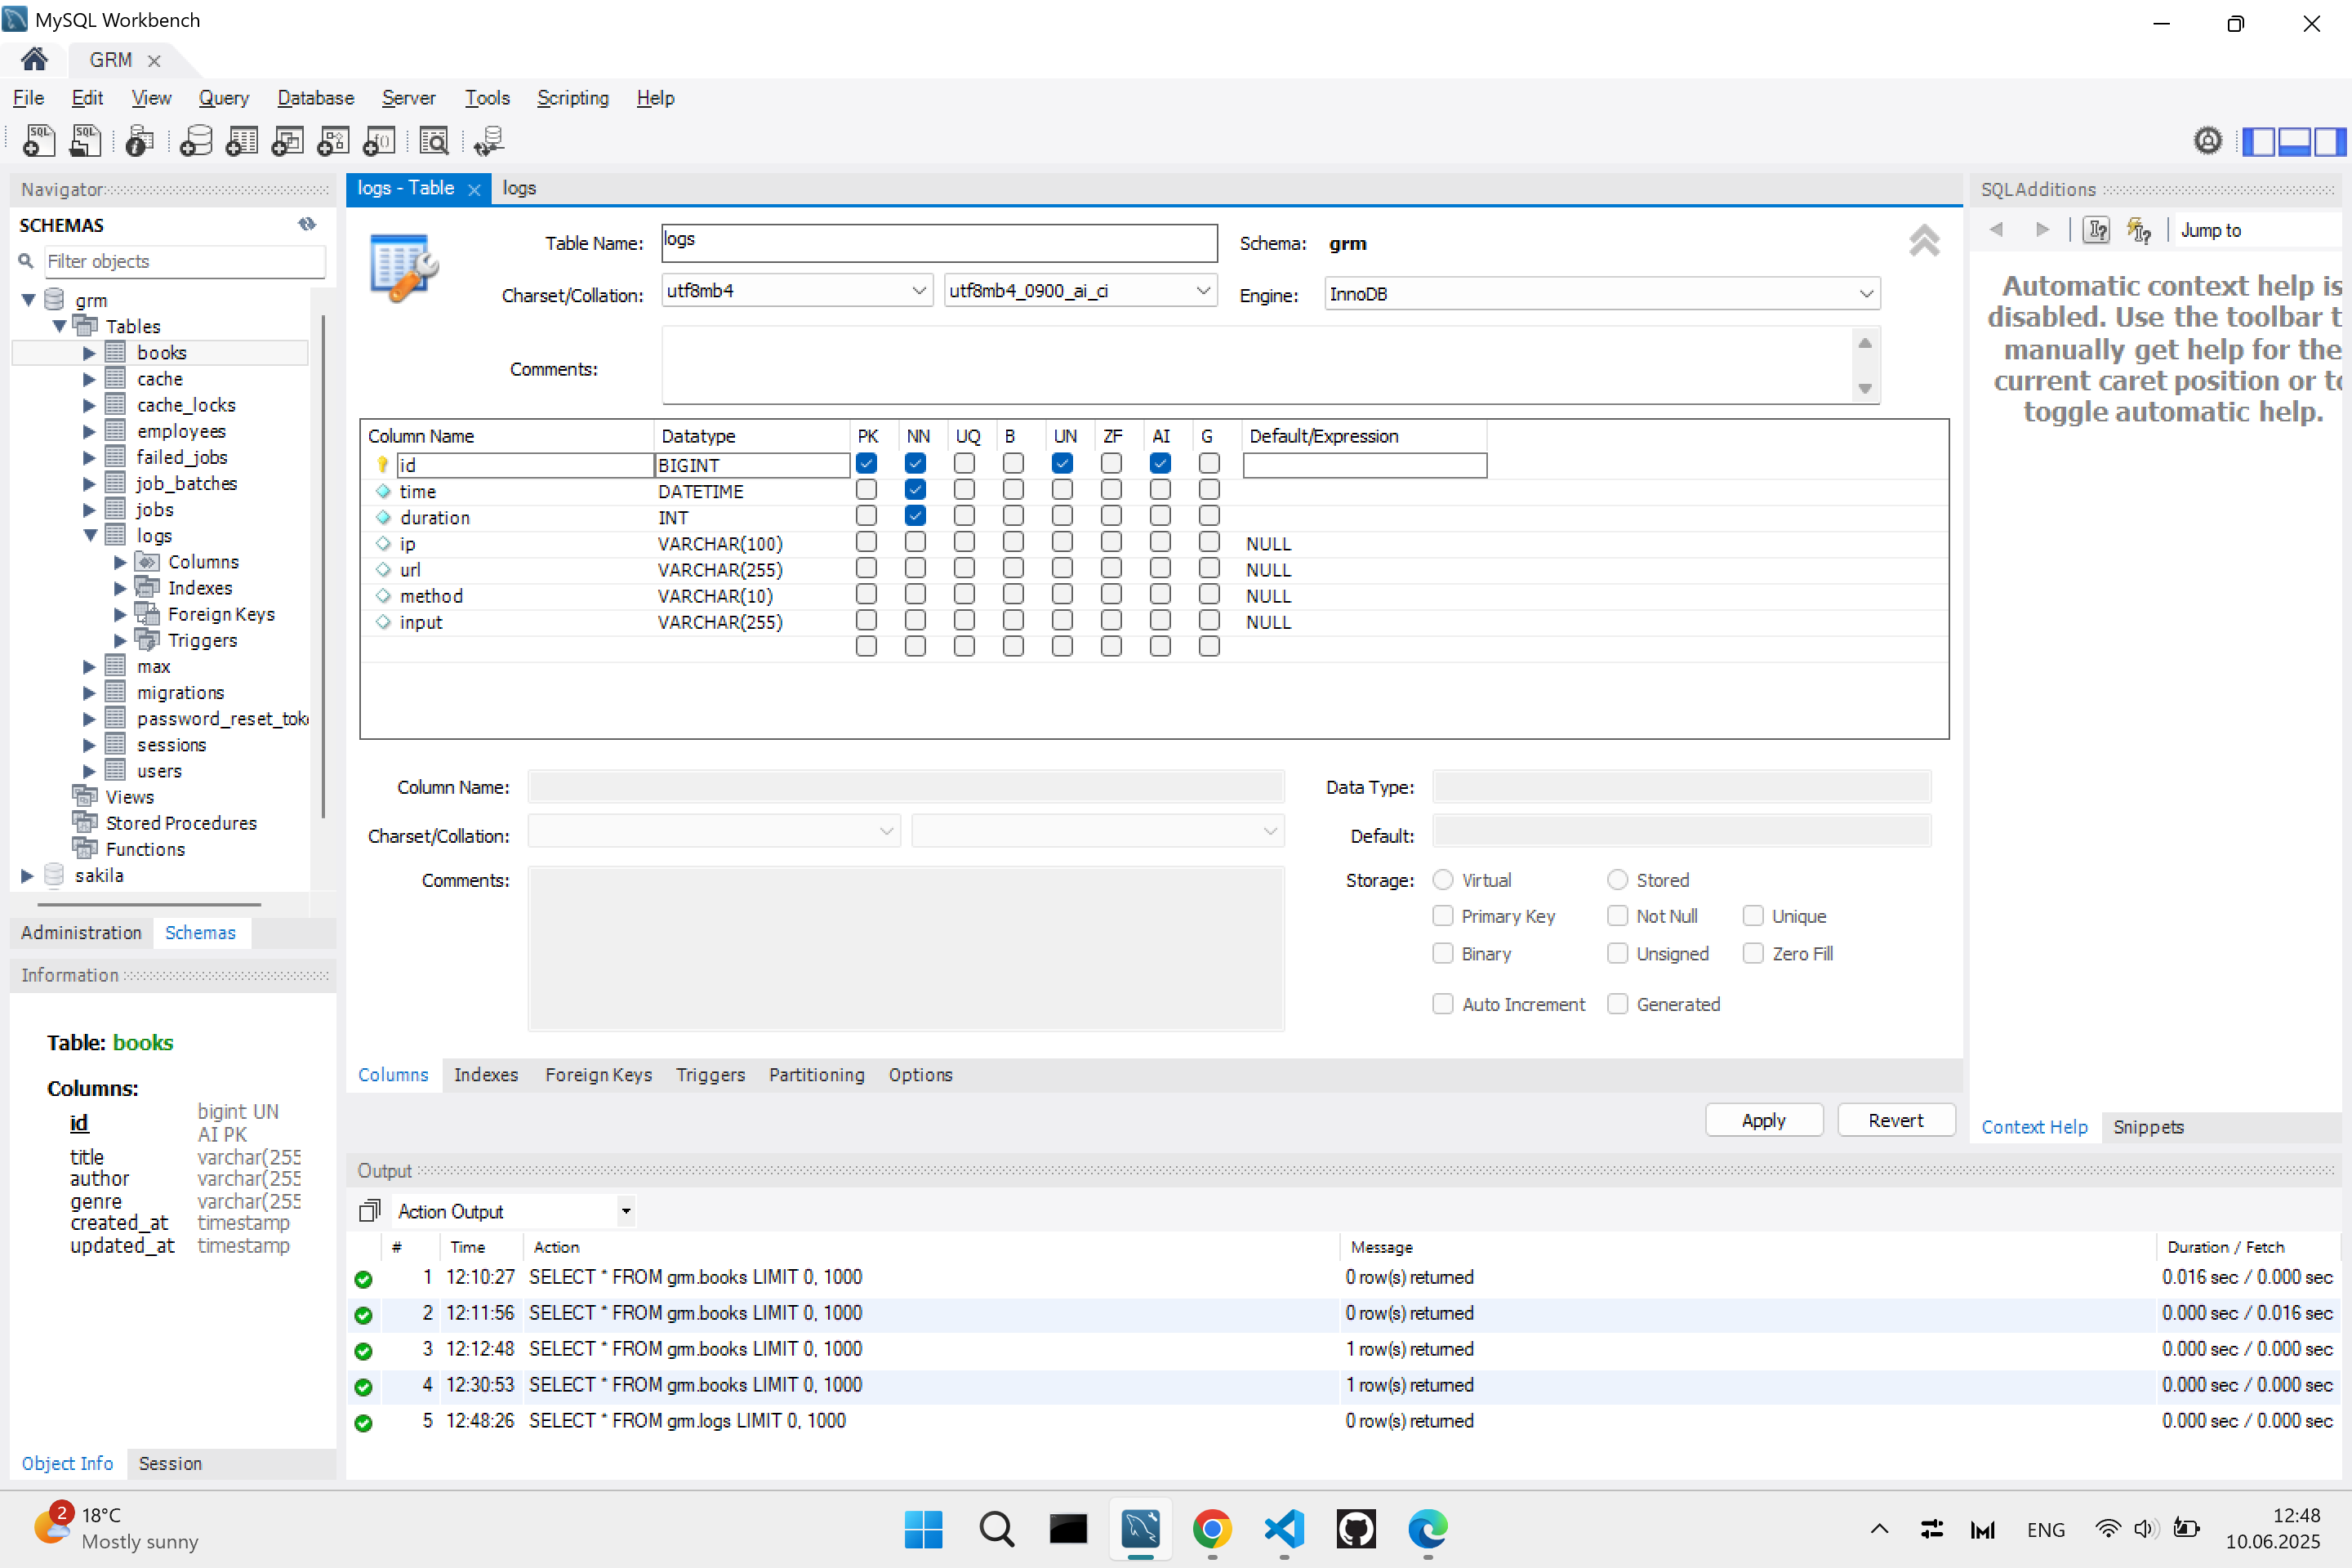 MySQL Workbench
GRM
File Edit View Query Database Server Tools Scripting Help
Navigator
SCHEMAS
Filter objects
grm
Tables
books
cache
cache_locks
employees
failed_jobs
job_batches
jobs
logs
Columns
Indexes
Foreign Keys
Triggers
max
migrations
password_reset_toke
sessions
users
Views
Stored Procedures
Functions
sakila
Administration Schemas
Information
Table: books
Columns:
id bigint UN AI PK
title varchar(255
author varchar(255
genre varchar(255
created_at timestamp
updated_at timestamp
Object Info Session
logs - Table logs
Table Name: logs Schema: grm
Charset/Collation: utf8mb4 utf8mb4_0900_ai_ci Engine: InnoDB
Comments:
Column Name Datatype PK NN UQ B UN ZF AI G Default/Expression
id BIGINT
time DATETIME
duration INT
ip VARCHAR(100) NULL
url VARCHAR(255) NULL
method VARCHAR(10) NULL
input VARCHAR(255) NULL
Column Name: Data Type:
Charset/Collation: Default:
Comments: Storage: Virtual Stored
Primary Key Not Null Unique
Binary Unsigned Zero Fill
Auto Increment Generated
Columns Indexes Foreign Keys Triggers Partitioning Options
Apply Revert
SQLAdditions
Jump to
Automatic context help is
disabled. Use the toolbar t
manually get help for the
current caret position or to
toggle automatic help.
Context Help Snippets
Output
Action Output
# Time Action Message Duration / Fetch
1 12:10:27 SELECT * FROM grm.books LIMIT 0, 1000 0 row(s) returned 0.016 sec / 0.000 sec
2 12:11:56 SELECT * FROM grm.books LIMIT 0, 1000 0 row(s) returned 0.000 sec / 0.016 sec
3 12:12:48 SELECT * FROM grm.books LIMIT 0, 1000 1 row(s) returned 0.000 sec / 0.000 sec
4 12:30:53 SELECT * FROM grm.books LIMIT 0, 1000 1 row(s) returned 0.000 sec / 0.000 sec
5 12:48:26 SELECT * FROM grm.logs LIMIT 0, 1000 0 row(s) returned 0.000 sec / 0.000 sec
2
18°C
Mostly sunny
ENG
12:48
10.06.2025